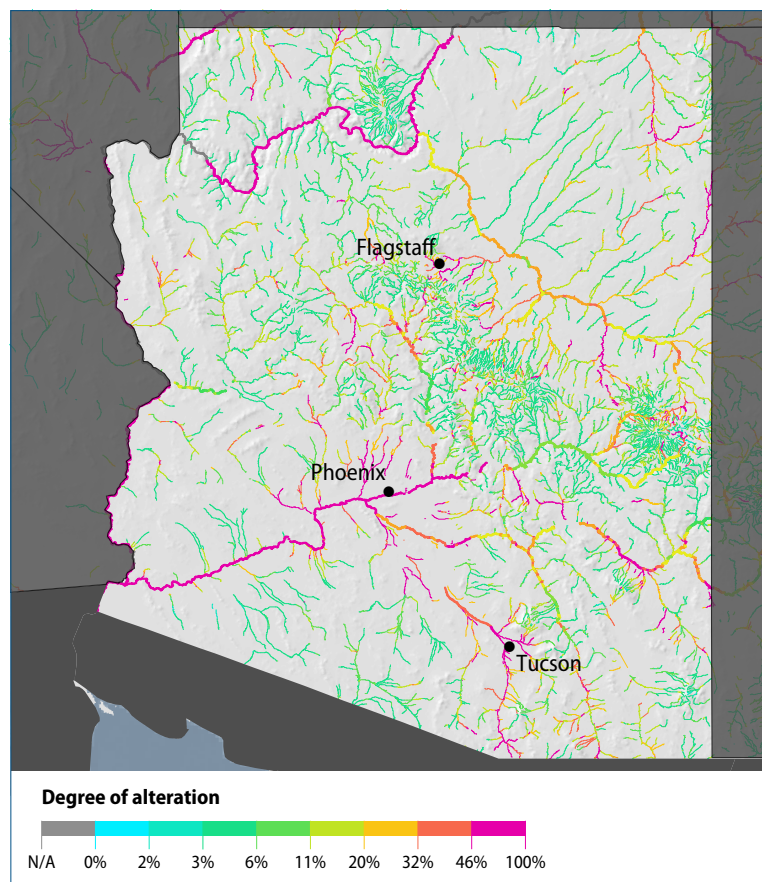 Flagstaff
Phoenix
Tucson
Degree of alteration
N/A 0% 2% 3% 6% 11% 20% 32% 46% 100%